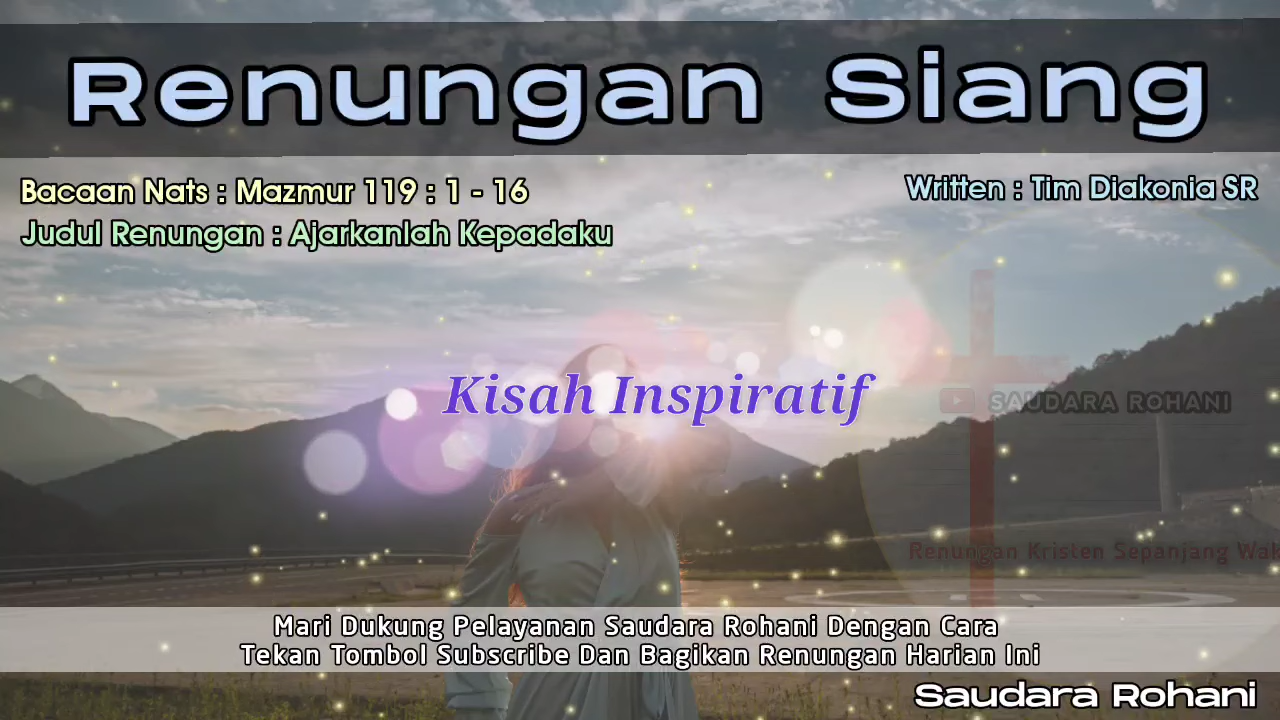 Renungan Siang
Bacaan Nats : Mazmur 119 : 1 - 16
Written : Tim Diakonia SR
Judul Renungan : Ajarkanlah Kepadaku
Kisah Inspiratif
SAUDARA ROHANI
Renungan Kristen Sepanjang
Mari Dukung Pelayanan Saudara Rohani Dengan Cara
Tekan Tombol Subscribe Dan Bagikan Renungan Harian Ini
Saudara Rohani